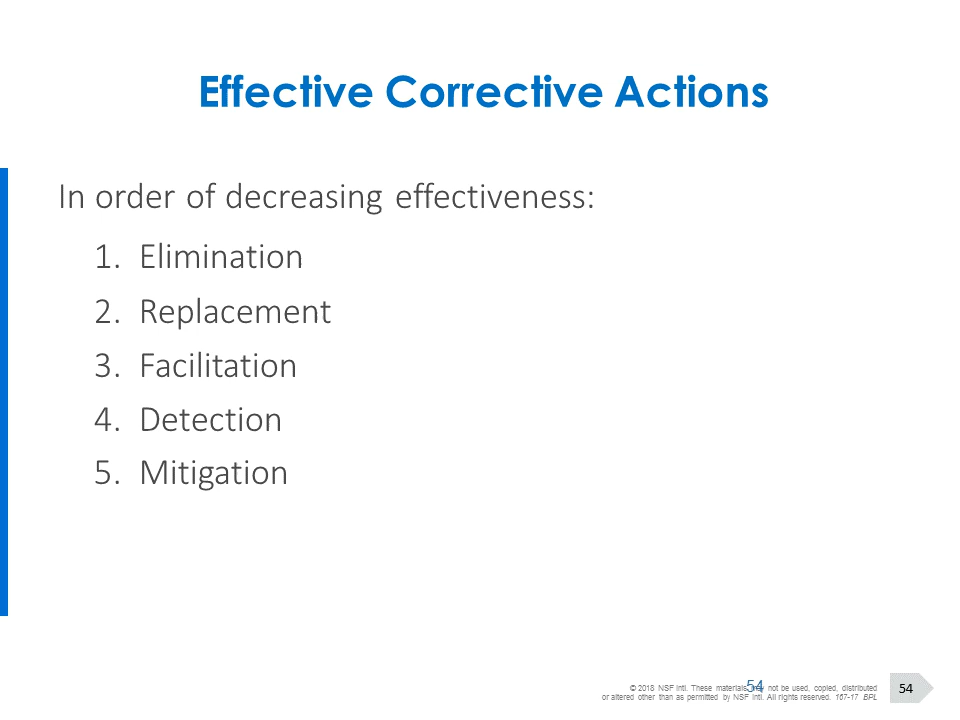 Effective Corrective Actions
In order of decreasing effectiveness:
1. Elimination
2. Replacement
3. Facilitation
4. Detection
5. Mitigation
54
© 2018 NSF Intl. These materials may not be used, copied, distributed
or altered other than as permitted by NSF Intl. All rights reserved. 167-17 BPL
54